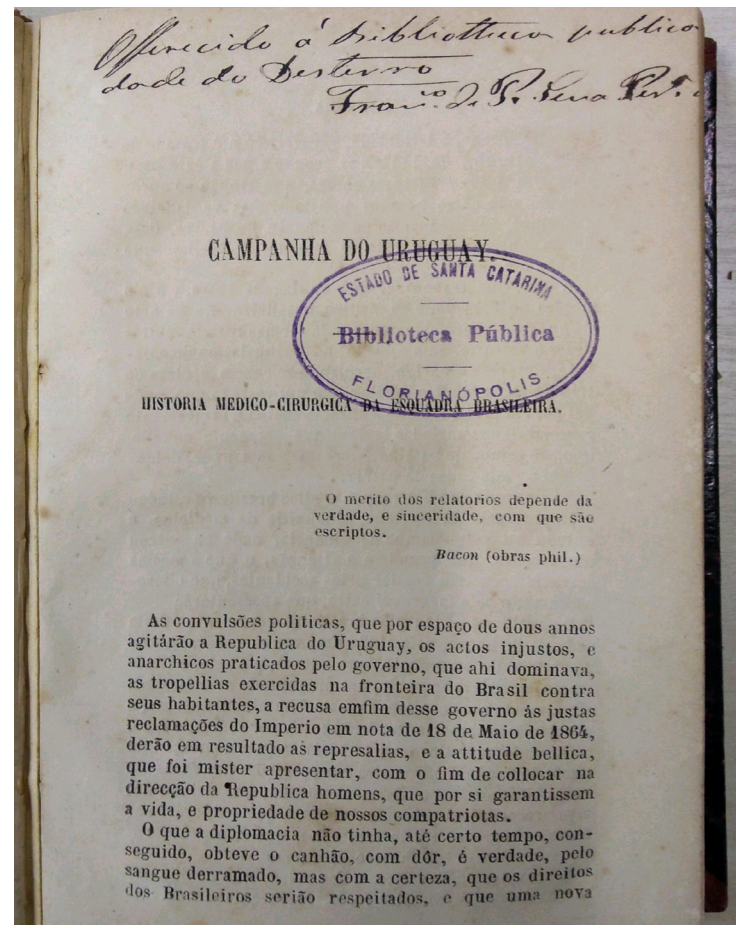 Offerecido á Bibliotheca publica
dade do Desterro
Franco. de P.
CAMPANHA DO URUGUAY.
ESTADO DE SANTA CATARINA
Biblioteca Pública
FLORIANÓPOLIS
HISTORIA MEDICO-CIRURGICA DA ESQUADRA BRASILEIRA.
O merito dos relatorios depende da
verdade, e sinceridade, com que são
escriptos.
Bacon (obras phil.)
As convulsões politicas, que por espaço de dous annos
agitárão a Republica do Uruguay, os actos injustos, e
anarchicos praticados pelo governo, que ahi dominava,
as tropellias exercidas na fronteira do Brasil contra
seus habitantes, a recusa emfim desse governo ás justas
reclamações do Imperio em nota de 18 de Maio de 1864,
derão em resultado as represalias, e a attitude bellica,
que foi mister apresentar, com o fim de collocar na
direcção da Republica homens, que por si garantissem
a vida, e propriedade de nossos compatriotas.
O que a diplomacia não tinha, até certo tempo, con-
seguido, obteve o canhão, com dôr, é verdade, pelo
sangue derramado, mas com a certeza, que os direitos
dos Brasileiros serião respeitados, e que uma nova